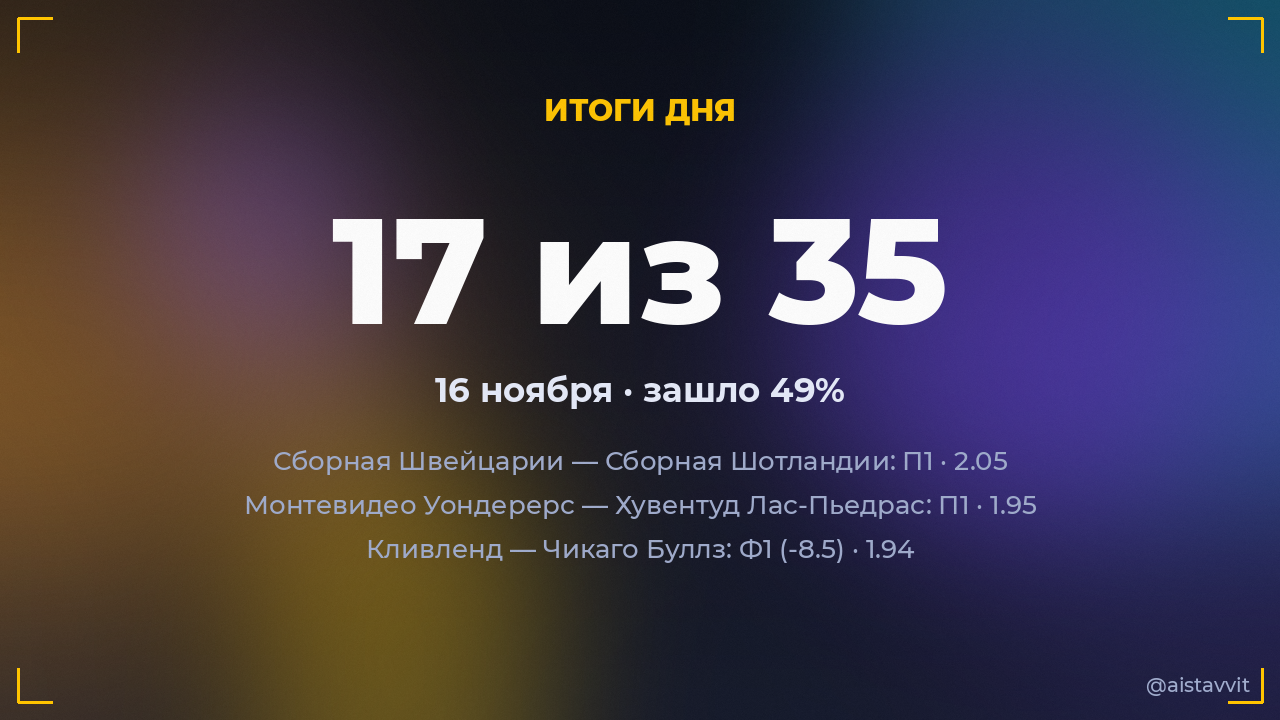 ИТОГИ ДНЯ
17 из 35
16 ноября · зашло 49%
Сборная Швейцарии — Сборная Шотландии: П1 · 2.05
Монтевидео Уондерерс — Хувентуд Лас-Пьедрас: П1 · 1.95
Кливленд — Чикаго Буллз: Ф1 (-8.5) · 1.94
@aistavvit